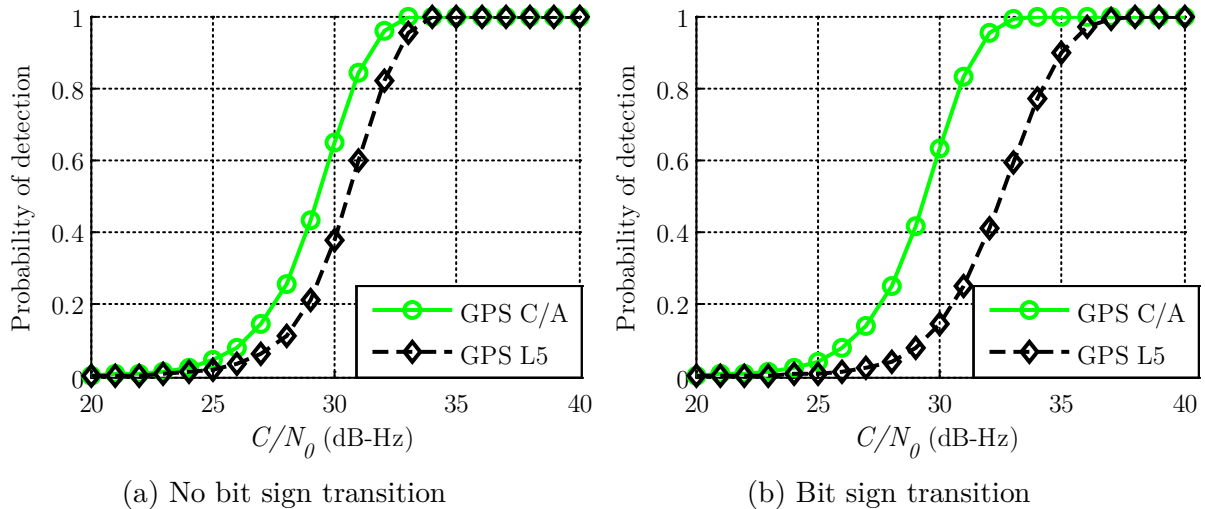 Probability of detection
1
0.8
0.6
0.4
0.2
0
20
25
30
35
40
C/N0 (dB-Hz)
GPS C/A
GPS L5
(a) No bit sign transition
Probability of detection
1
0.8
0.6
0.4
0.2
0
20
25
30
35
40
C/N0 (dB-Hz)
GPS C/A
GPS L5
(b) Bit sign transition